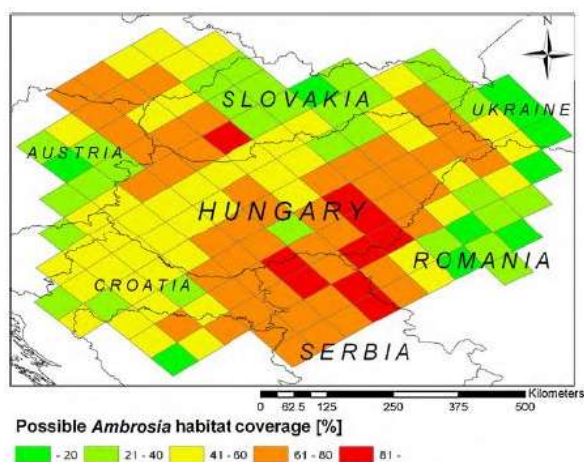 N
SLOVAKIA
UKRAINE
AUSTRIA
HUNGARY
ROMANIA
CROATIA
SERBIA
Kilometers
0 62.5 125 250 375 500
Possible Ambrosia habitat coverage [%]
- 20 21 - 40 41 - 60 61 - 80 81 -